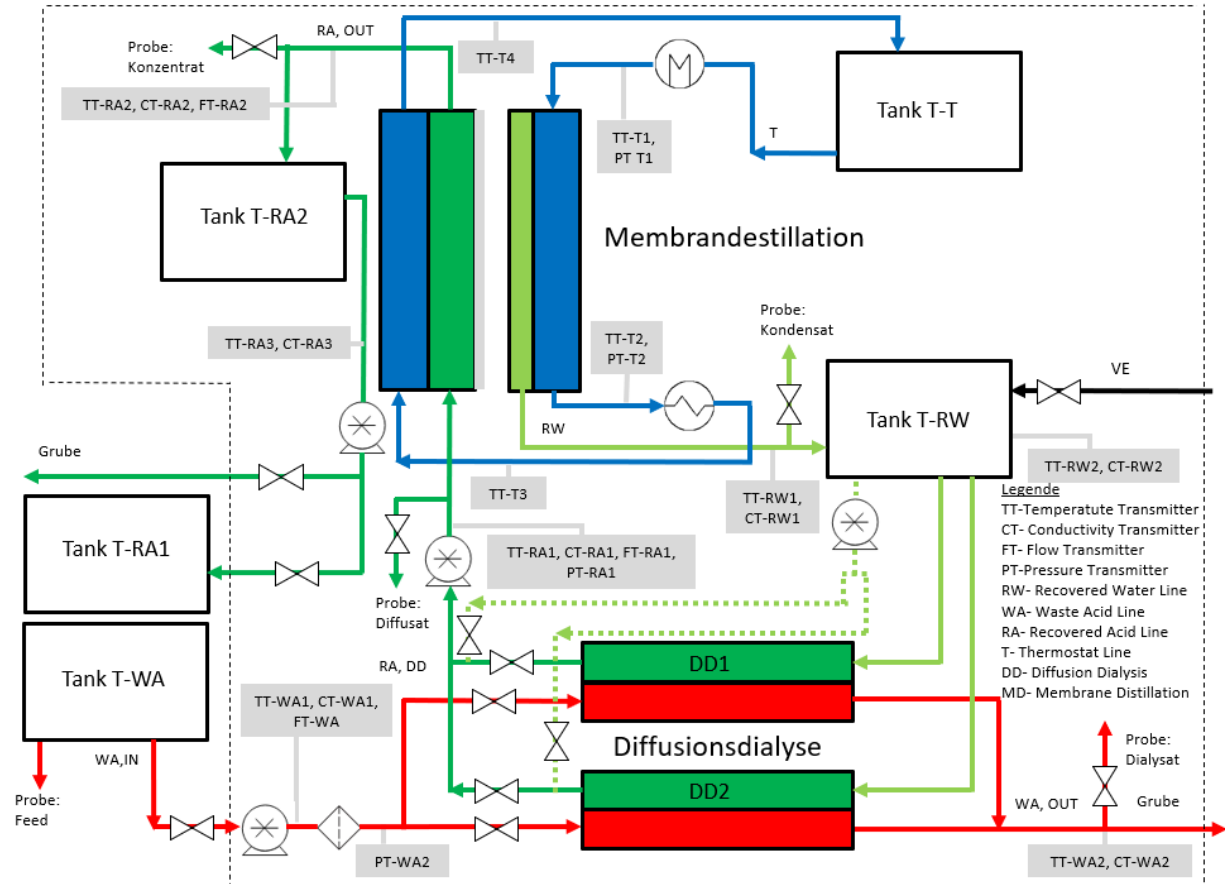 RA, OUT
Probe:
Konzentrat
TT-T4
TT-RA2, CT-RA2, FT-RA2
M
Tank T-T
TT-T1,
PT T1
T
Tank T-RA2
Membrandestillation
Probe:
Kondensat
TT-RA3, CT-RA3
TT-T2,
PT-T2
VE
Tank T-RW
RW
Grube
TT-RW2, CT-RW2
TT-T3
TT-RW1,
CT-RW1
Legende
TT-Temperatute Transmitter
CT- Conductivity Transmitter
FT- Flow Transmitter
PT-Pressure Transmitter
RW- Recovered Water Line
WA- Waste Acid Line
RA- Recovered Acid Line
T- Thermostat Line
DD- Diffusion Dialysis
MD- Membrane Distillation
Tank T-RA1
TT-RA1, CT-RA1, FT-RA1,
PT-RA1
Probe:
Diffusat
RA, DD
DD1
Tank T-WA
TT-WA1, CT-WA1,
FT-WA
Diffusionsdialyse
WA,IN
Probe:
Feed
DD2
Probe:
Dialysat
WA, OUT
Grube
PT-WA2
TT-WA2, CT-WA2